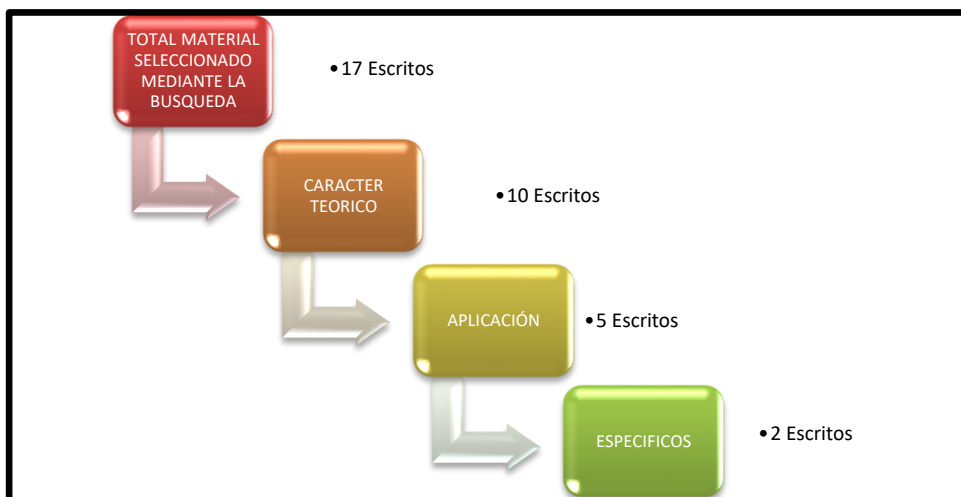 TOTAL MATERIAL
SELECCIONADO
MEDIANTE LA
BUSQUEDA
•17 Escritos
CARACTER
TEORICO
•10 Escritos
APLICACIÓN
•5 Escritos
ESPECIFICOS
•2 Escritos